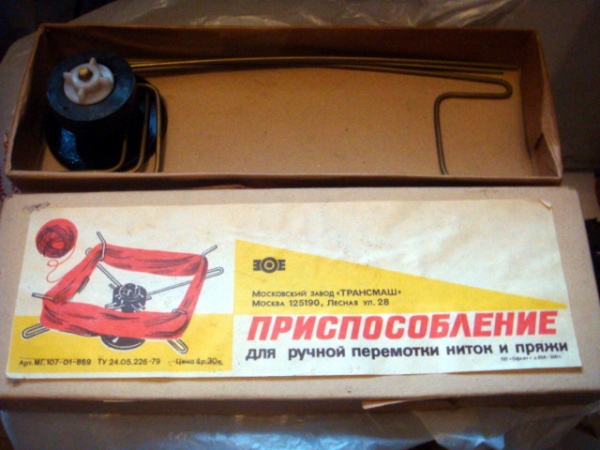 Московский завод «ТРАНСМАШ»
Москва 125190, Лесная ул. 28
ПРИСПОСОБЛЕНИЕ
для ручной перемотки ниток и пряжи
Арт. МГ. 107-01-869 ТУ 24.05.226-79 Цена 4р.30к.